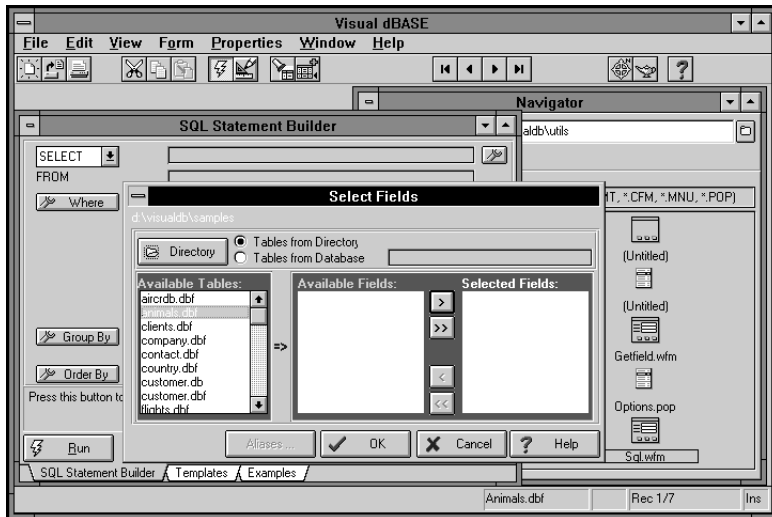 Visual dBASE
File Edit View Form Properties Window Help
Navigator
SQL Statement Builder
aldb\utils
SELECT
FROM
Where
Select Fields
MT, *.CFM, *.MNU, *.POP)
d:\visualdb\samples
Directory
Tables from Directory
Tables from Database
(Untitled)
Available Tables:
Available Fields:
Selected Fields:
aircrdb.dbf
animals.dbf
clients.dbf
company.dbf
contact.dbf
country.dbf
customer.db
customer.dbf
flights.dbf
=>
>
>>
<
<<
(Untitled)
Getfield.wfm
Options.pop
Sql.wfm
Group By
Order By
Press this button to
Run
Aliases ...
OK
Cancel
? Help
SQL Statement Builder Templates Examples
Animals.dbf Rec 1/7 Ins